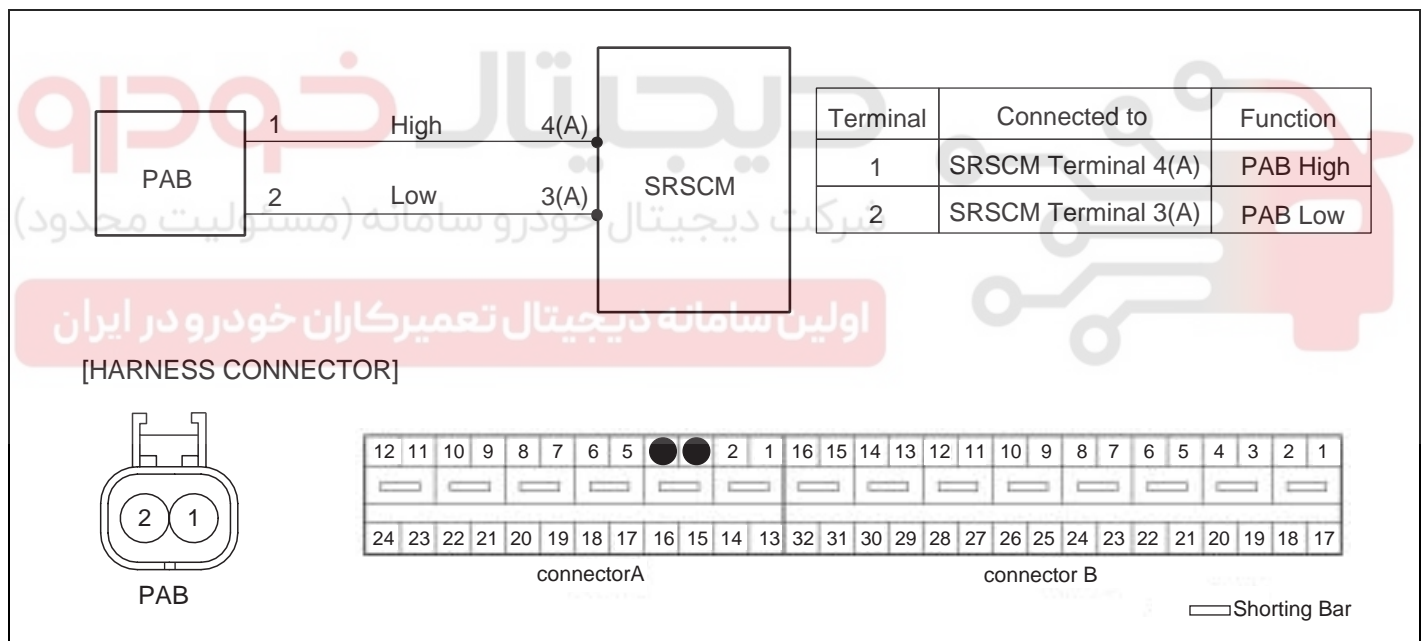 دیجیتال خودرو
شرکت دیجیتال خودرو سامانه (مسئولیت محدود)
اولین سامانه دیجیتال تعمیرکاران خودرو در ایران
PAB
1 High 4(A)
2 Low 3(A)
SRSCM
Terminal Connected to Function
1 SRSCM Terminal 4(A) PAB High
2 SRSCM Terminal 3(A) PAB Low
[HARNESS CONNECTOR]
2 1
PAB
12 11 10 9 8 7 6 5 2 1 16 15 14 13 12 11 10 9 8 7 6 5 4 3 2 1
24 23 22 21 20 19 18 17 16 15 14 13 32 31 30 29 28 27 26 25 24 23 22 21 20 19 18 17
connectorA connector B
Shorting Bar